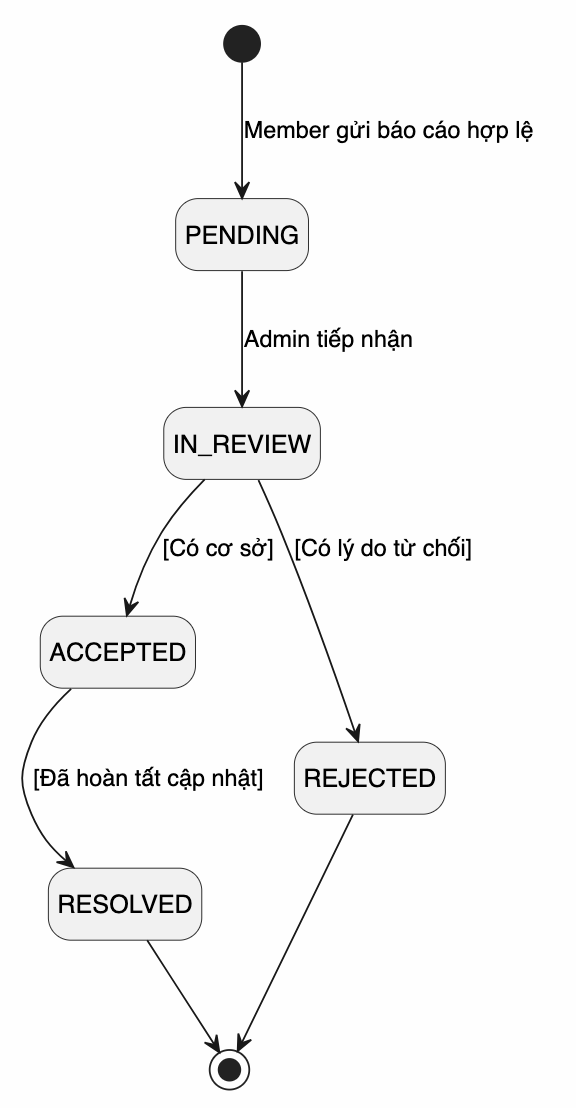 Member gửi báo cáo hợp lệ
PENDING
Admin tiếp nhận
IN_REVIEW
[Có cơ sở]
[Có lý do từ chối]
ACCEPTED
REJECTED
[Đã hoàn tất cập nhật]
RESOLVED